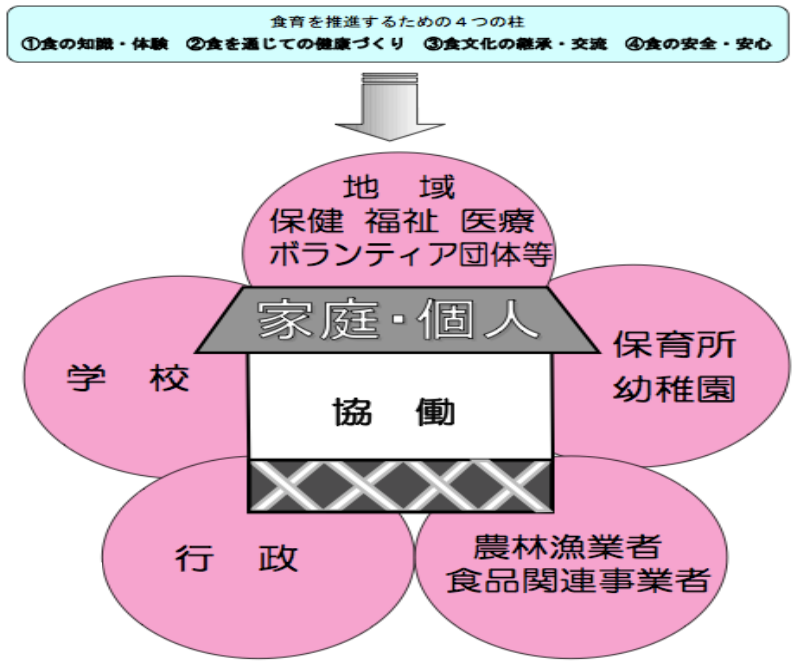 食育を推進するための４つの柱
①食の知識・体験　②食を通じての健康づくり　③食文化の継承・交流　④食の安全・安心
地　域
保健 福祉 医療
ボランティア団体等
家庭・個人
学　校
保育所
幼稚園
協　働
行　政
農林漁業者
食品関連事業者